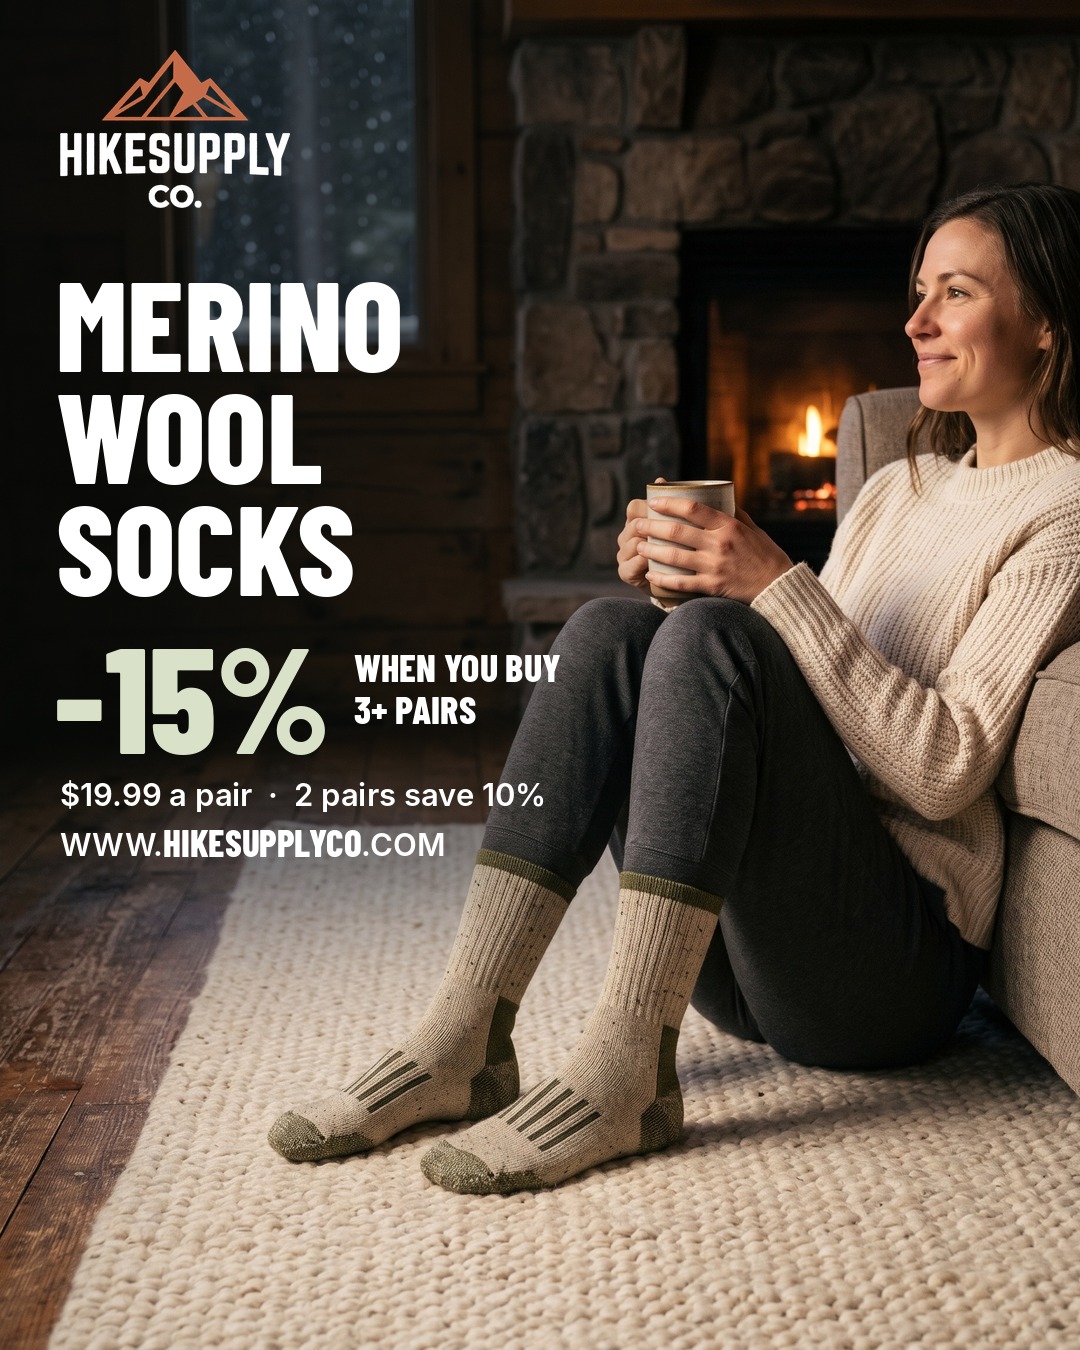 HIKESUPPLY
CO.
MERINO
WOOL
SOCKS
-15%
WHEN YOU BUY
3+ PAIRS
$19.99 a pair · 2 pairs save 10%
WWW.HIKESUPPLYCO.COM